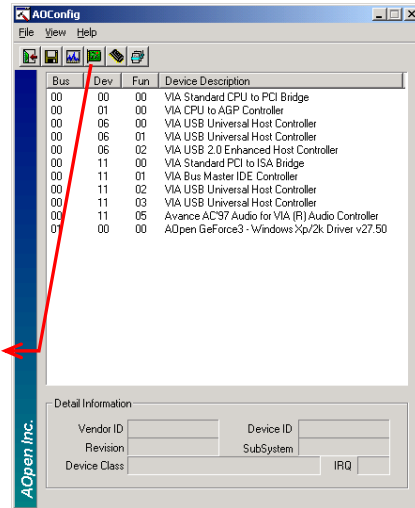 AOConfig
File View Help
Bus Dev Fun Device Description
00 00 00 VIA Standard CPU to PCI Bridge
00 01 00 VIA CPU to AGP Controller
00 06 00 VIA USB Universal Host Controller
00 06 01 VIA USB Universal Host Controller
00 06 02 VIA USB 2.0 Enhanced Host Controller
00 11 00 VIA Standard PCI to ISA Bridge
00 11 01 VIA Bus Master IDE Controller
00 11 02 VIA USB Universal Host Controller
00 11 03 VIA USB Universal Host Controller
00 11 05 Avance AC'97 Audio for VIA (R) Audio Controller
01 00 00 AOpen GeForce3 - Windows Xp/2k Driver v27.50
Detail Information
Vendor ID Device ID
Revision SubSystem
Device Class IRQ
AOpen Inc.